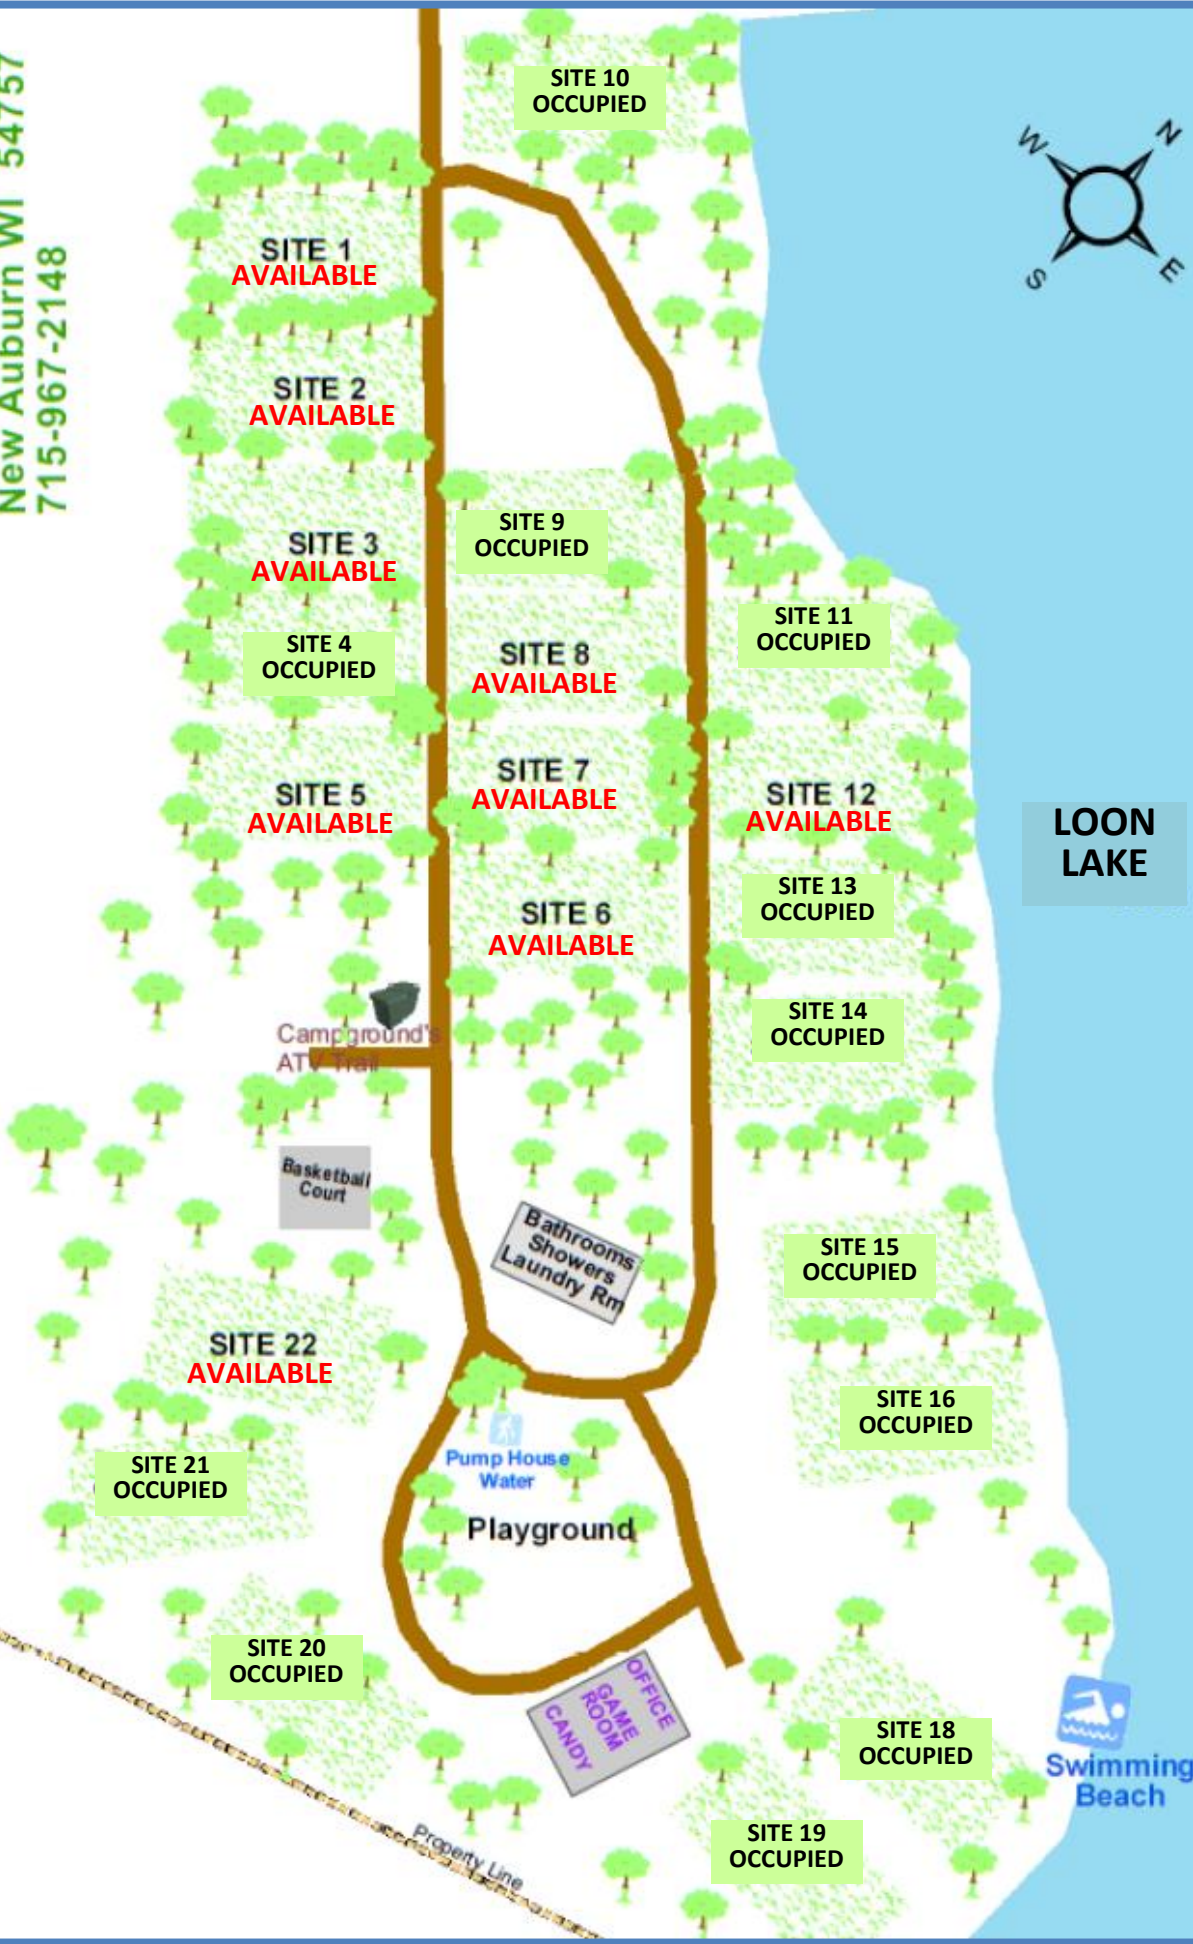 New Auburn WI 54757
715-967-2148
SITE 10
OCCUPIED
W
N
S
E
SITE 1
AVAILABLE
SITE 2
AVAILABLE
SITE 3
AVAILABLE
SITE 9
OCCUPIED
SITE 4
OCCUPIED
SITE 8
AVAILABLE
SITE 11
OCCUPIED
SITE 5
AVAILABLE
SITE 7
AVAILABLE
SITE 12
AVAILABLE
LOON
LAKE
SITE 6
AVAILABLE
SITE 13
OCCUPIED
SITE 14
OCCUPIED
Campground's
ATV Trail
Basketball
Court
Bathrooms
Showers
Laundry Rm
SITE 15
OCCUPIED
SITE 22
AVAILABLE
SITE 16
OCCUPIED
Pump House
Water
SITE 21
OCCUPIED
Playground
SITE 20
OCCUPIED
OFFICE
GAME
ROOM
CANDY
SITE 18
OCCUPIED
Swimming
Beach
SITE 19
OCCUPIED
Property Line